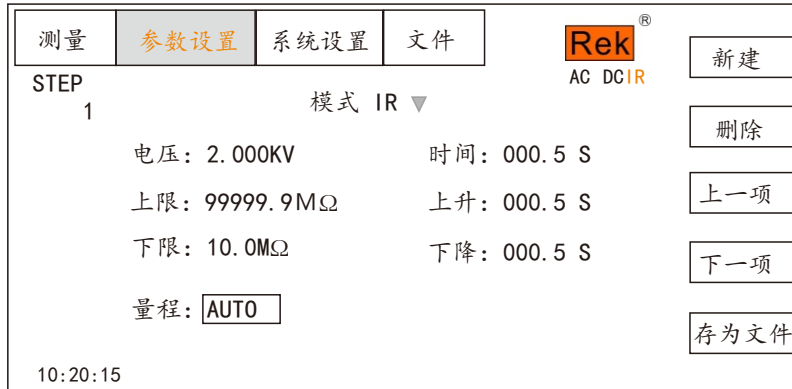 测量 参数设置 系统设置 文件 Rek®
新建
AC DCIR
STEP
1
模式 IR ▼
删除
电压: 2.000KV 时间: 000.5 S
上限: 99999.9MΩ 上升: 000.5 S
上一项
下限: 10.0MΩ 下降: 000.5 S
下一项
量程: AUTO
存为文件
10:20:15